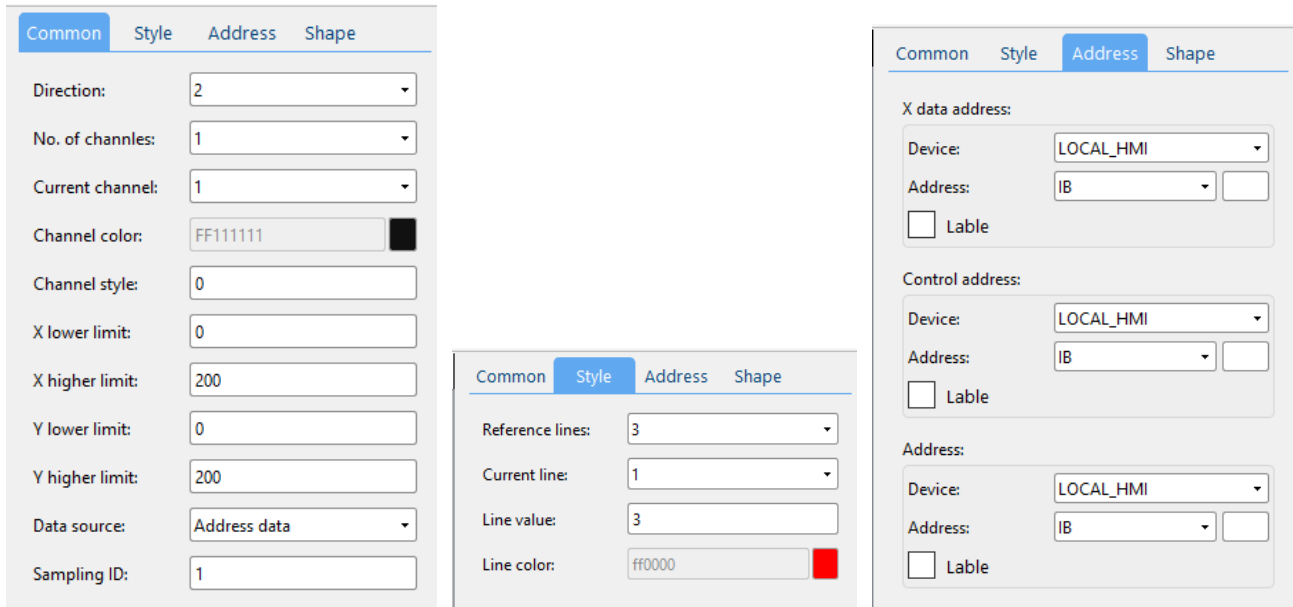 Common Style Address Shape
Direction: 2
No. of channles: 1
Current channel: 1
Channel color: FF111111
Channel style: 0
X lower limit: 0
X higher limit: 200
Y lower limit: 0
Y higher limit: 200
Data source: Address data
Sampling ID: 1
Common Style Address Shape
Reference lines: 3
Current line: 1
Line value: 3
Line color: ff0000
Common Style Address Shape
X data address:
Device: LOCAL_HMI
Address: IB
Lable
Control address:
Device: LOCAL_HMI
Address: IB
Lable
Address:
Device: LOCAL_HMI
Address: IB
Lable